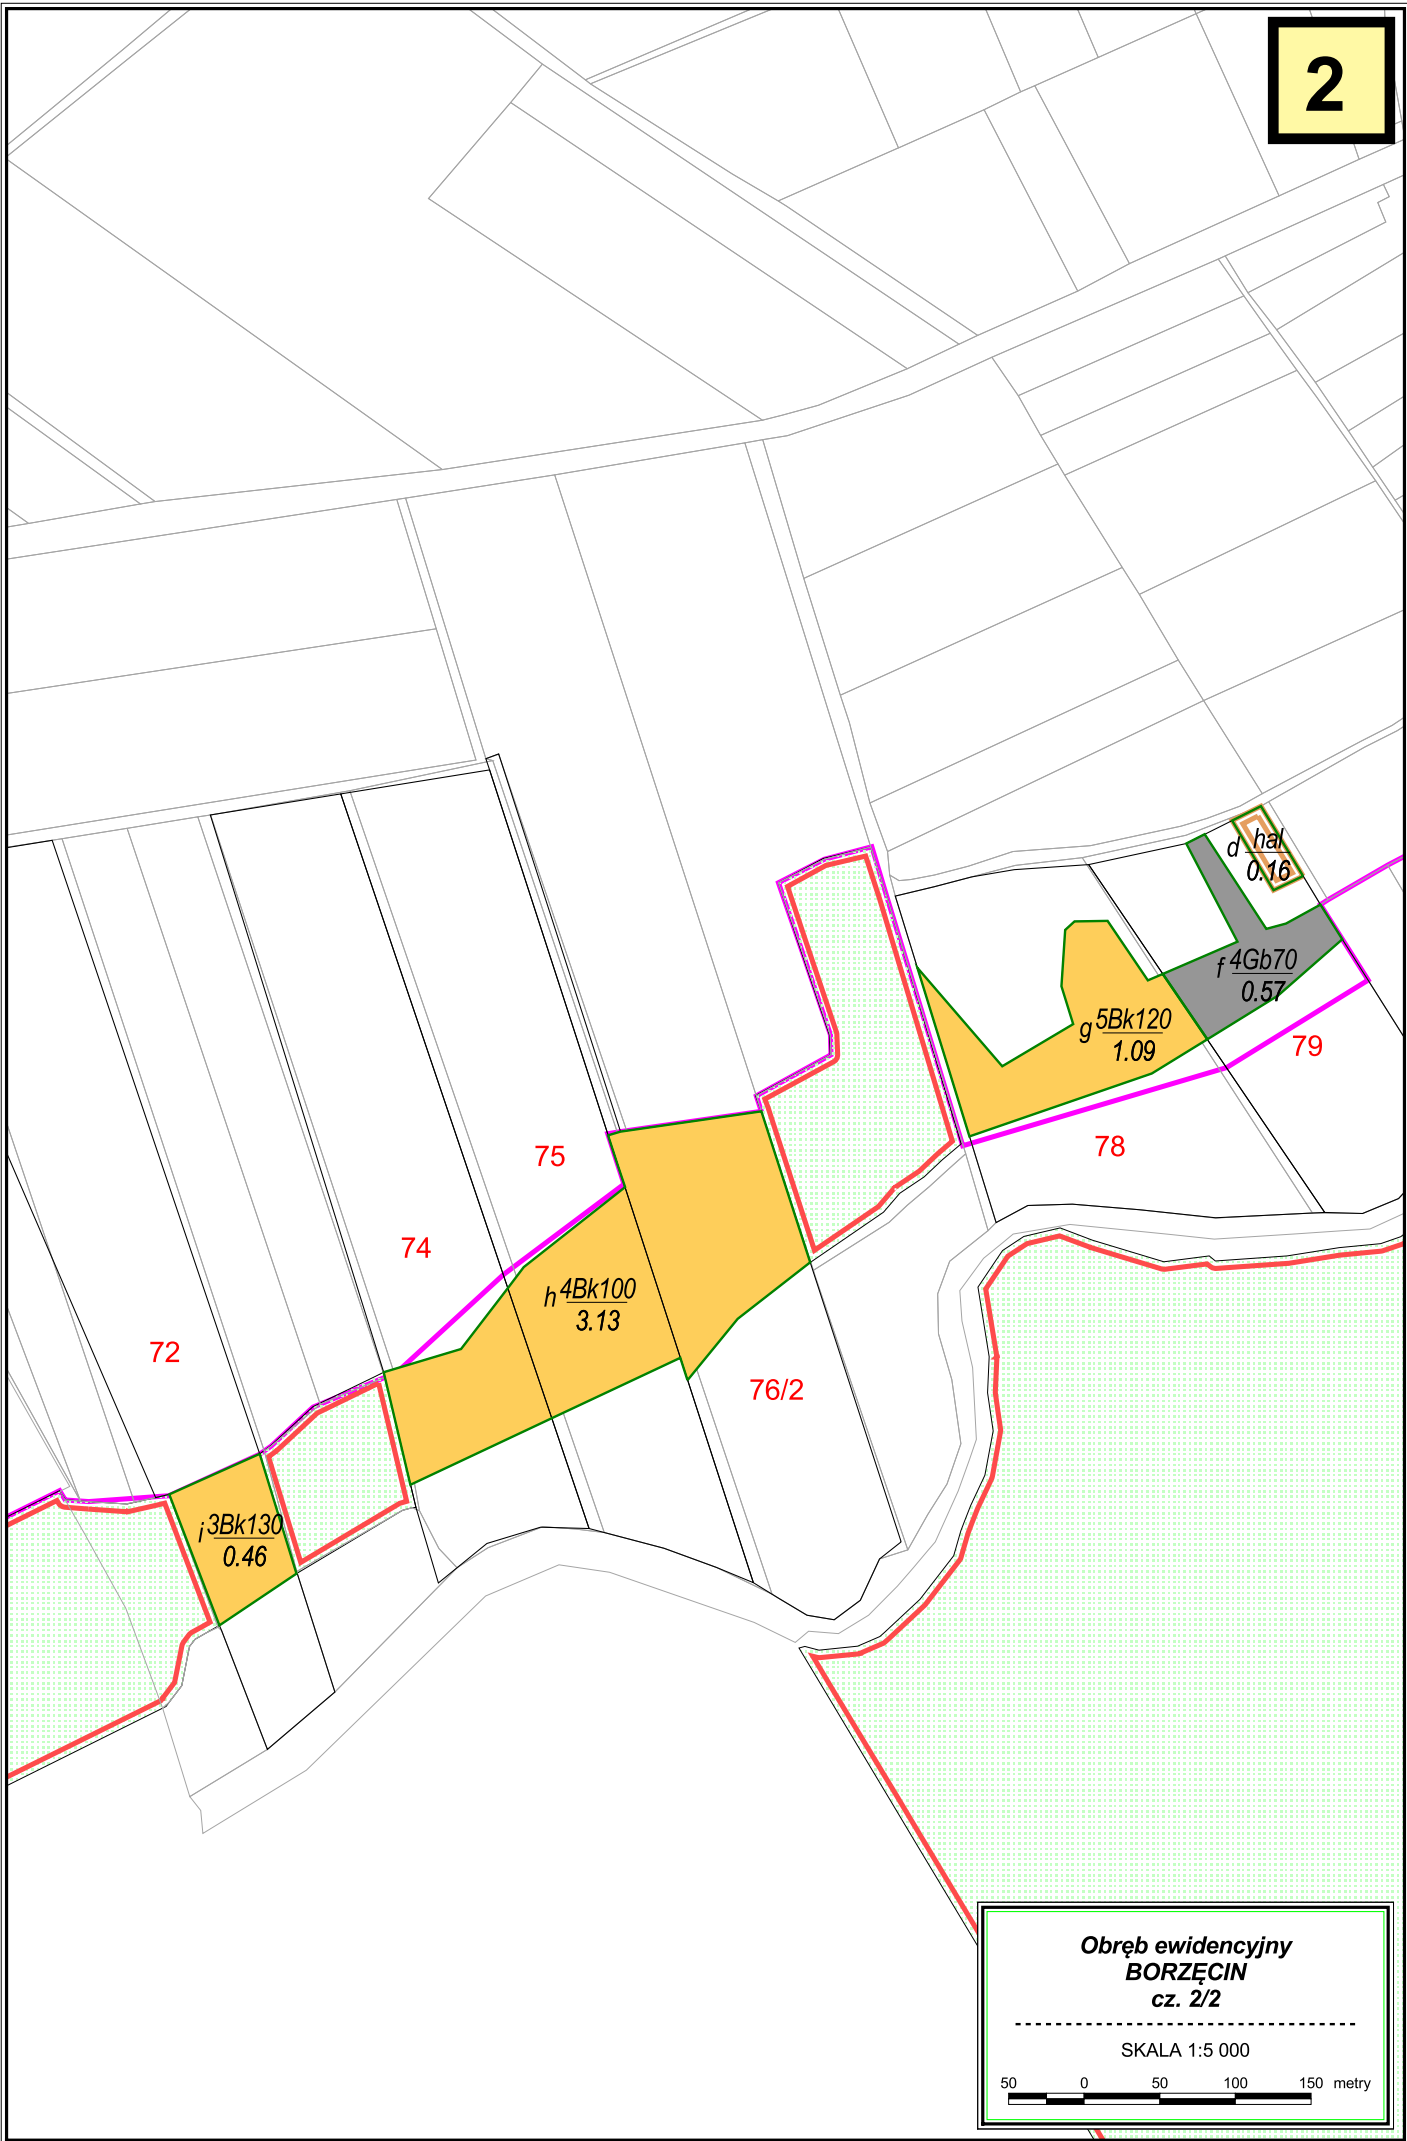 2
d hal
0.16
f 4Gb70
0.57
g 5Bk120
1.09
79
78
75
74
h 4Bk100
3.13
72
76/2
i 3Bk130
0.46
Obręb ewidencyjny
BORZĘCIN
cz. 2/2
SKALA 1:5 000
50 0 50 100 150 metry